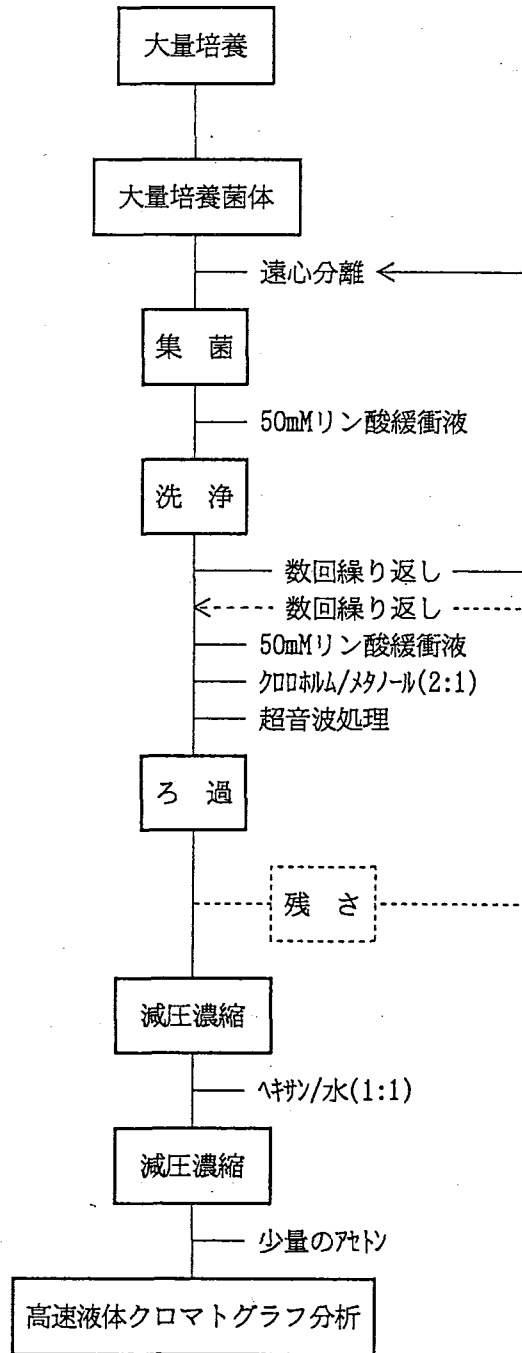 大量培養
大量培養菌体
遠心分離
集 菌
50mMリン酸緩衝液
洗 浄
数回繰り返し
数回繰り返し
50mMリン酸緩衝液
クロロホルム/メタノール(2:1)
超音波処理
ろ 過
残 さ
減圧濃縮
ヘキサン/水(1:1)
減圧濃縮
少量のアセトン
高速液体クロマトグラフ分析